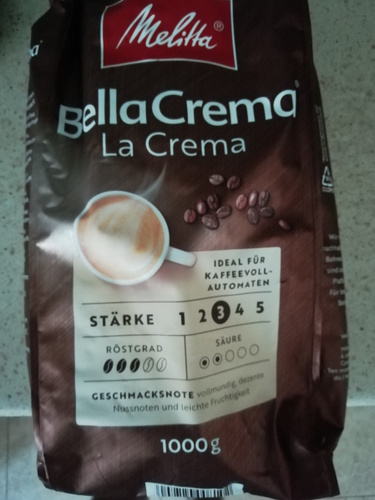 Melitta®
BellaCrema®
La Crema
IDEAL FÜR
KAFFEEVOLL-
AUTOMATEN
STÄRKE 1 2 3 4 5
RÖSTGRAD
SÄURE
GESCHMACKSNOTE vollmundig, dezente
Nussnoten und leichte Fruchtigkeit
1000g